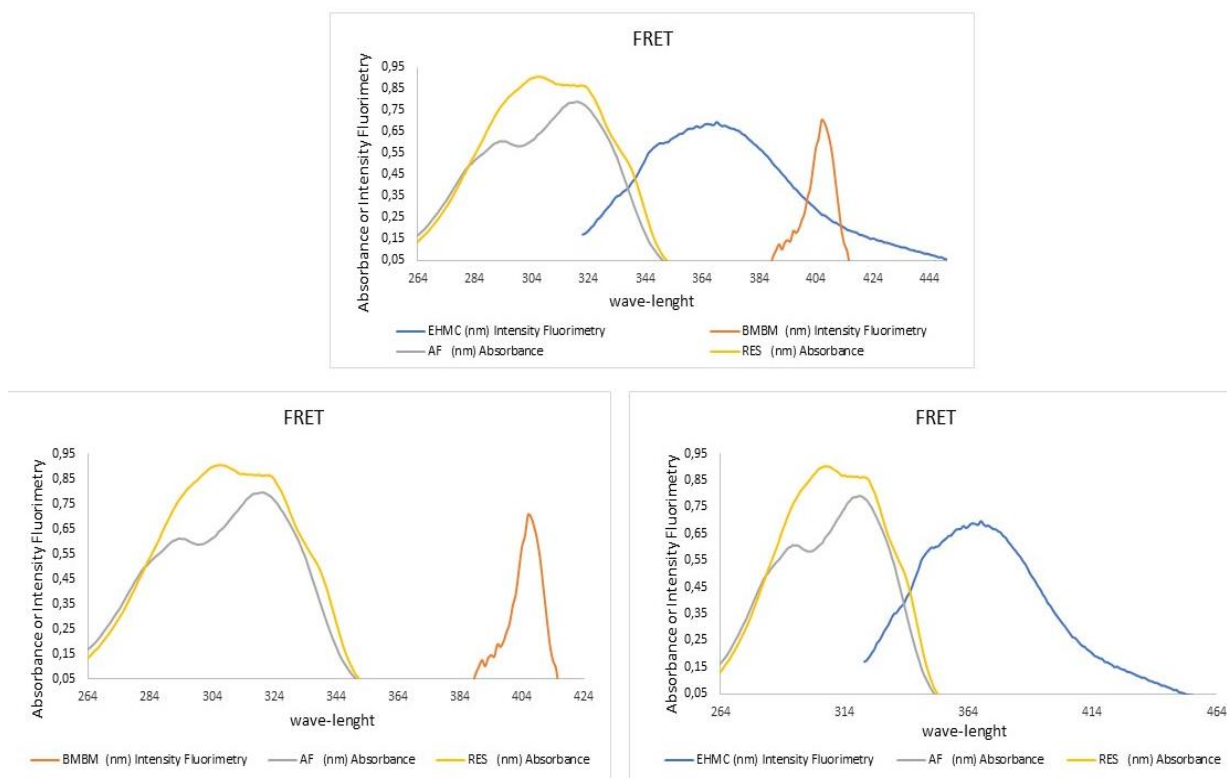 FRET
Absorbance or Intensity Fluorimetry
0,95
0,85
0,75
0,65
0,55
0,45
0,35
0,25
0,15
0,05
264 284 304 324 344 364 384 404 424 444
wave-lenght
EHMC (nm) Intensity Fluorimetry BMBM (nm) Intensity Fluorimetry
AF (nm) Absorbance RES (nm) Absorbance
FRET
Absorbance or Intensity Fluorimetry
0,95
0,85
0,75
0,65
0,55
0,45
0,35
0,25
0,15
0,05
264 284 304 324 344 364 384 404 424
wave-lenght
BMBM (nm) Intensity Fluorimetry AF (nm) Absorbance RES (nm) Absorbance
FRET
Absorbance or Intensity Fluorimetry
0,95
0,85
0,75
0,65
0,55
0,45
0,35
0,25
0,15
0,05
264 314 364 414 464
wave-lenght
EHMC (nm) Intensity Fluorimetry AF (nm) Absorbance RES (nm) Absorbance